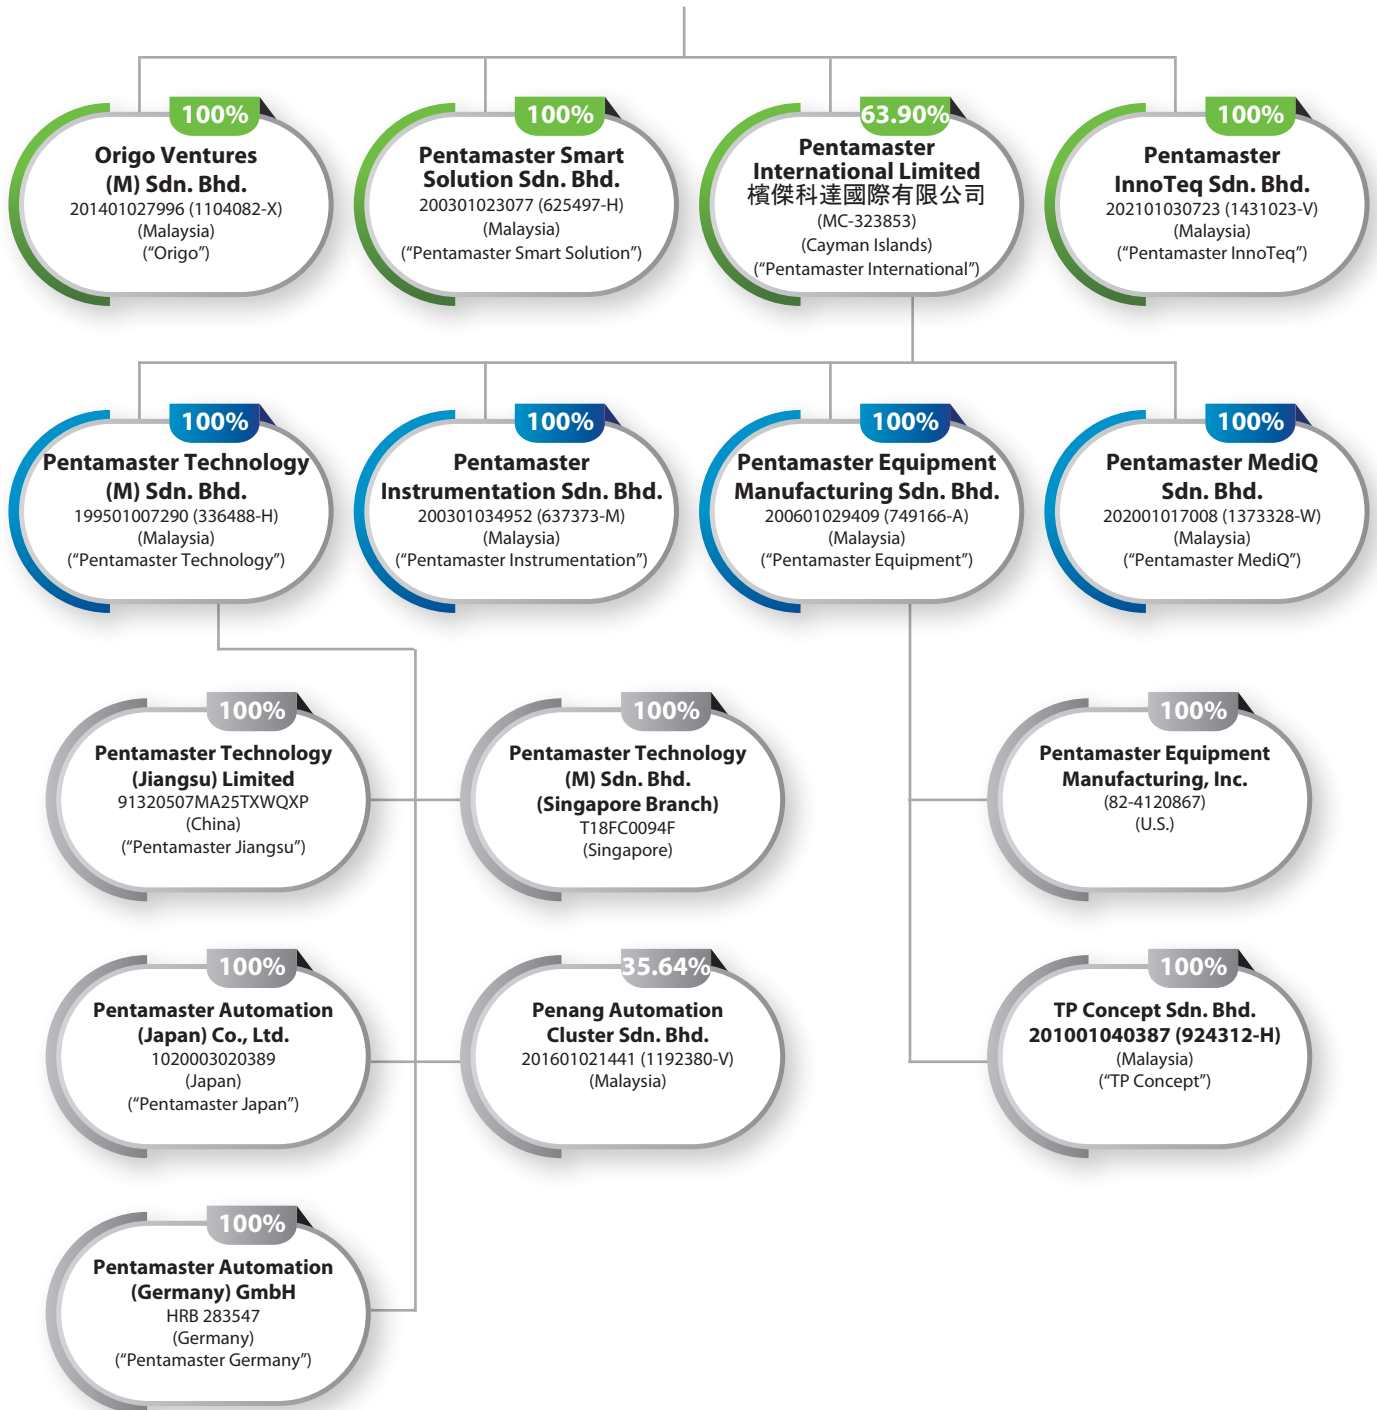 100%
Origo Ventures
(M) Sdn. Bhd.
201401027996 (1104082-X)
(Malaysia)
(“Origo”)
100%
Pentamaster Smart
Solution Sdn. Bhd.
200301023077 (625497-H)
(Malaysia)
(“Pentamaster Smart Solution”)
63.90%
Pentamaster
International Limited
檳傑科達國際有限公司
(MC-323853)
(Cayman Islands)
(“Pentamaster International”)
100%
Pentamaster
InnoTeq Sdn. Bhd.
202101030723 (1431023-V)
(Malaysia)
(“Pentamaster InnoTeq”)
100%
Pentamaster Technology
(M) Sdn. Bhd.
199501007290 (336488-H)
(Malaysia)
(“Pentamaster Technology”)
100%
Pentamaster
Instrumentation Sdn. Bhd.
200301034952 (637373-M)
(Malaysia)
(“Pentamaster Instrumentation”)
100%
Pentamaster Equipment
Manufacturing Sdn. Bhd.
200601029409 (749166-A)
(Malaysia)
(“Pentamaster Equipment”)
100%
Pentamaster MediQ
Sdn. Bhd.
202001017008 (1373328-W)
(Malaysia)
(“Pentamaster MediQ”)
100%
Pentamaster Technology
(Jiangsu) Limited
91320507MA25TXWQXP
(China)
(“Pentamaster Jiangsu”)
100%
Pentamaster Technology
(M) Sdn. Bhd.
(Singapore Branch)
T18FC0094F
(Singapore)
100%
Pentamaster Equipment
Manufacturing, Inc.
(82-4120867)
(U.S.)
100%
Pentamaster Automation
(Japan) Co., Ltd.
1020003020389
(Japan)
(“Pentamaster Japan”)
35.64%
Penang Automation
Cluster Sdn. Bhd.
201601021441 (1192380-V)
(Malaysia)
100%
TP Concept Sdn. Bhd.
201001040387 (924312-H)
(Malaysia)
(“TP Concept”)
100%
Pentamaster Automation
(Germany) GmbH
HRB 283547
(Germany)
(“Pentamaster Germany”)